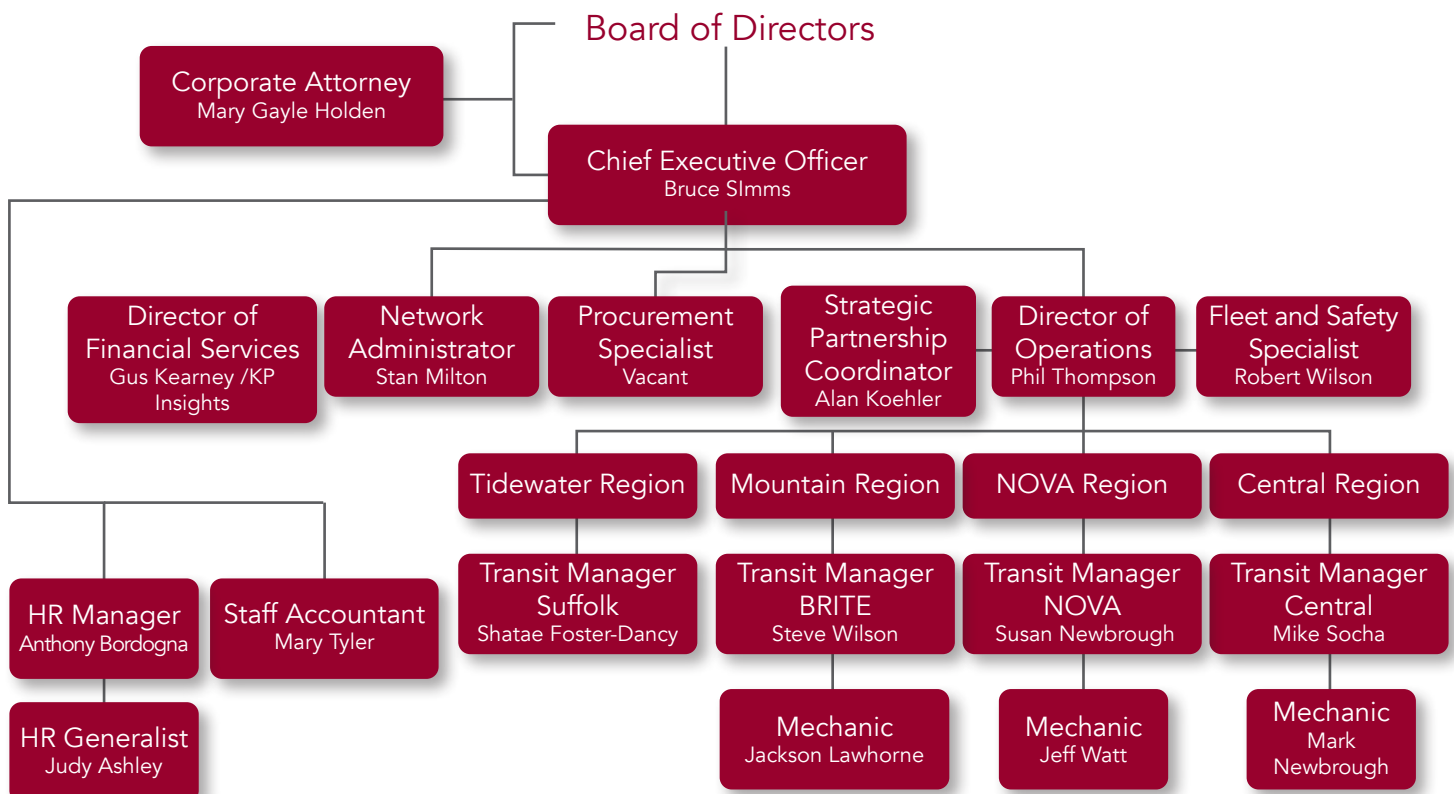 Board of Directors
Corporate Attorney
Mary Gayle Holden
Chief Executive Officer
Bruce SImms
Director of
Financial Services
Gus Kearney /KP
Insights
Network
Administrator
Stan Milton
Procurement
Specialist
Vacant
Strategic
Partnership
Coordinator
Alan Koehler
Director of
Operations
Phil Thompson
Fleet and Safety
Specialist
Robert Wilson
Tidewater Region
Mountain Region
NOVA Region
Central Region
Transit Manager
Suffolk
Shatae Foster-Dancy
Transit Manager
BRITE
Steve Wilson
Transit Manager
NOVA
Susan Newbrough
Transit Manager
Central
Mike Socha
HR Manager
Anthony Bordogna
Staff Accountant
Mary Tyler
HR Generalist
Judy Ashley
Mechanic
Jackson Lawhorne
Mechanic
Jeff Watt
Mechanic
Mark
Newbrough